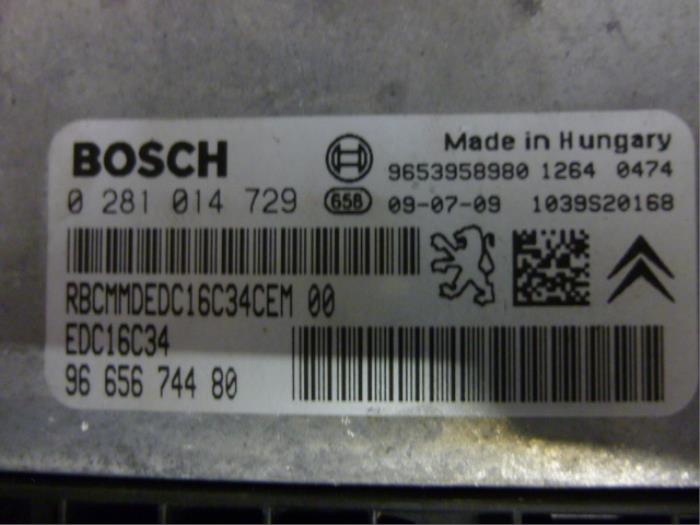 BOSCH
Made in Hungary
9653958980 1264 0474
0 281 014 729 658 09-07-09 1039S20168
RBCMMDEDC16C34CEM 00
EDC16C34
96 656 744 80